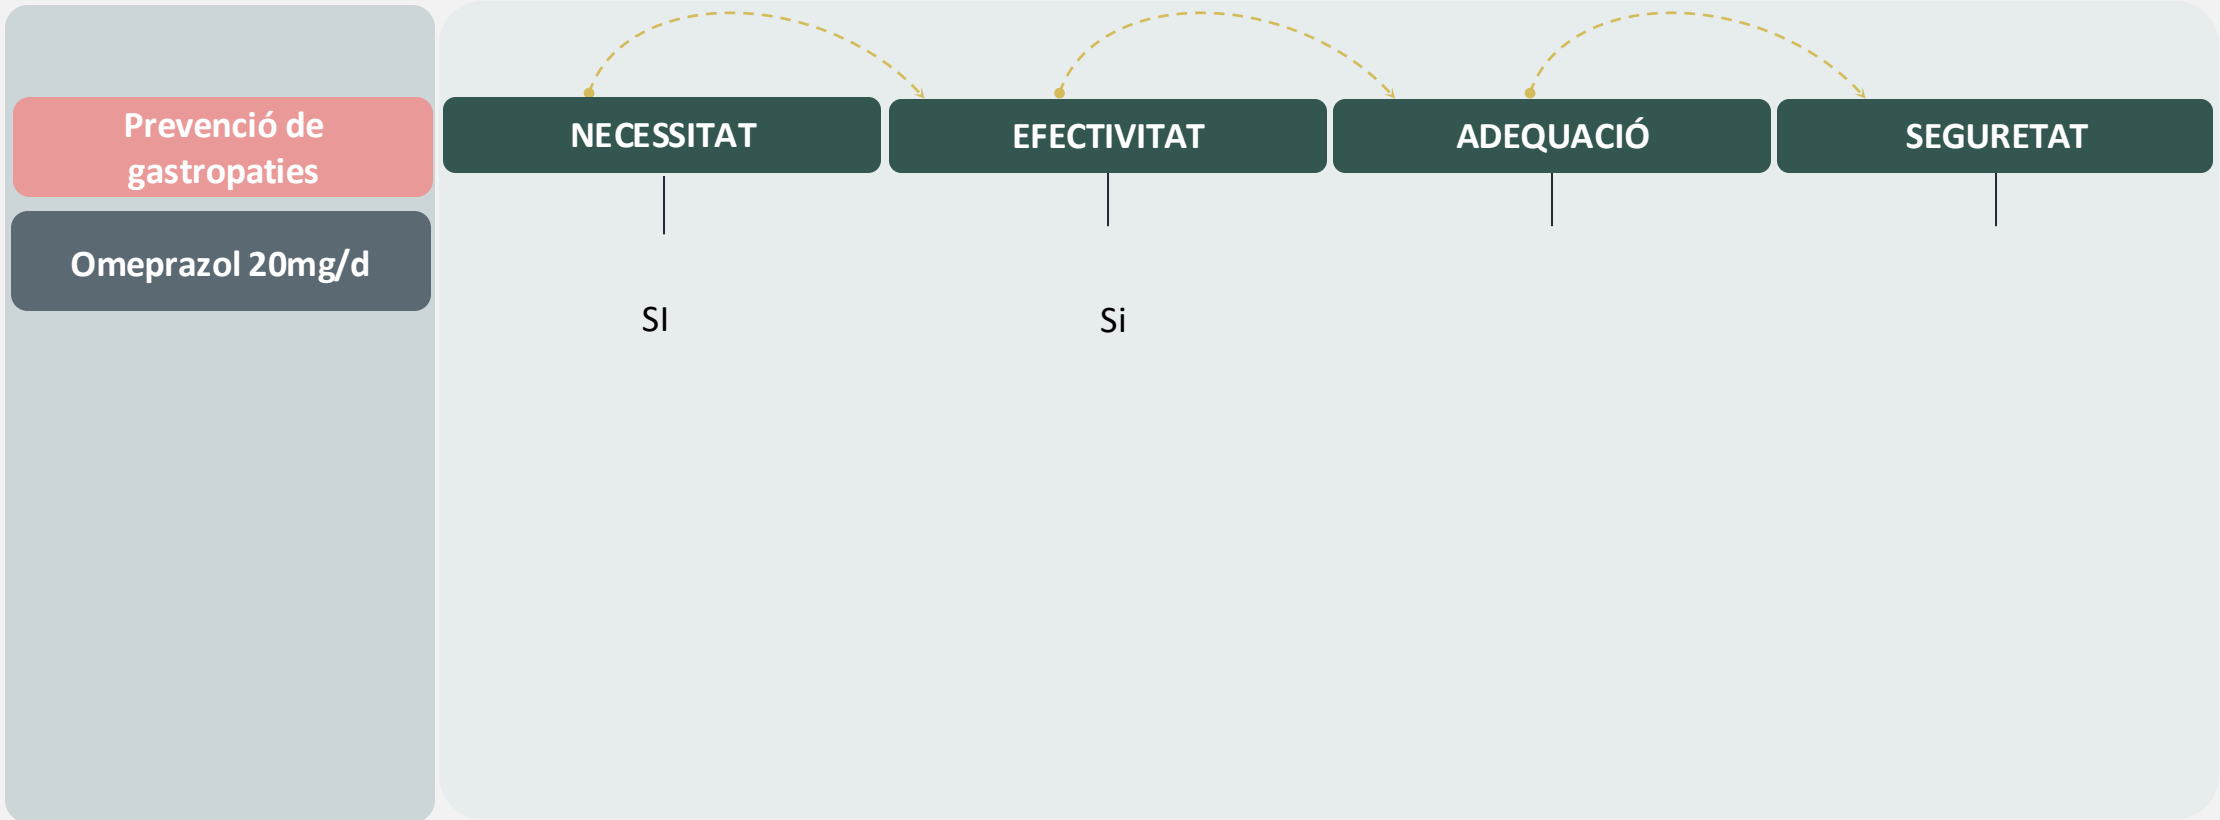 Prevenció de
gastropaties
Omeprazol 20mg/d
NECESSITAT
EFECTIVITAT
ADEQUACIÓ
SEGURETAT
SI
Si